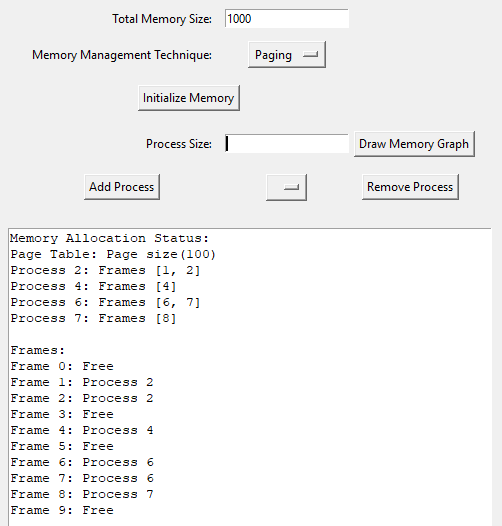 Total Memory Size: 1000
Memory Management Technique: Paging
Initialize Memory
Process Size: Draw Memory Graph
Add Process Remove Process
Memory Allocation Status:
Page Table: Page size(100)
Process 2: Frames [1, 2]
Process 4: Frames [4]
Process 6: Frames [6, 7]
Process 7: Frames [8]
Frames:
Frame 0: Free
Frame 1: Process 2
Frame 2: Process 2
Frame 3: Free
Frame 4: Process 4
Frame 5: Free
Frame 6: Process 6
Frame 7: Process 6
Frame 8: Process 7
Frame 9: Free